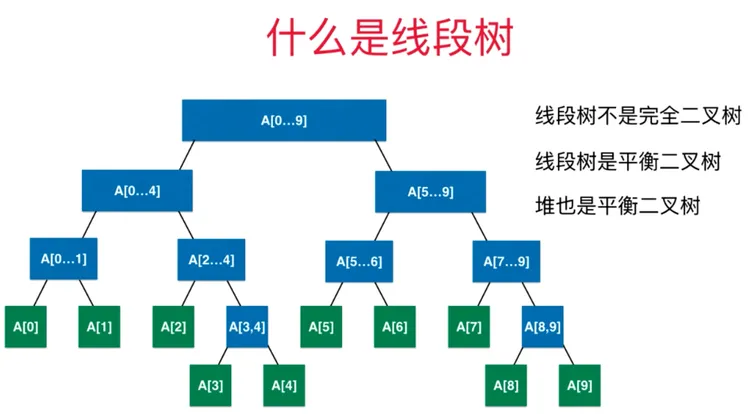 什么是线段树
A[0...9]
线段树不是完全二叉树
线段树是平衡二叉树
堆也是平衡二叉树
A[0...4]
A[5...9]
A[0...1]
A[2...4]
A[5...6]
A[7...9]
A[0]
A[1]
A[2]
A[3,4]
A[5]
A[6]
A[7]
A[8,9]
A[3]
A[4]
A[8]
A[9]